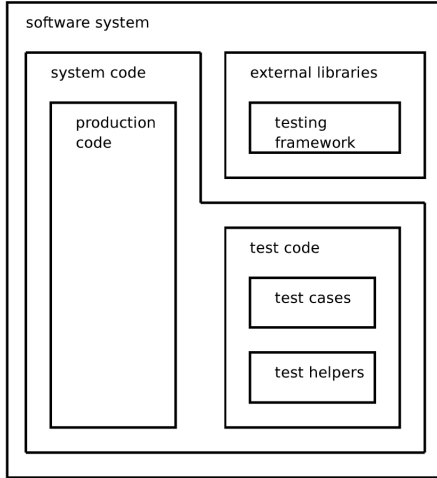 software system
system code
external libraries
production
code
testing
framework
test code
test cases
test helpers